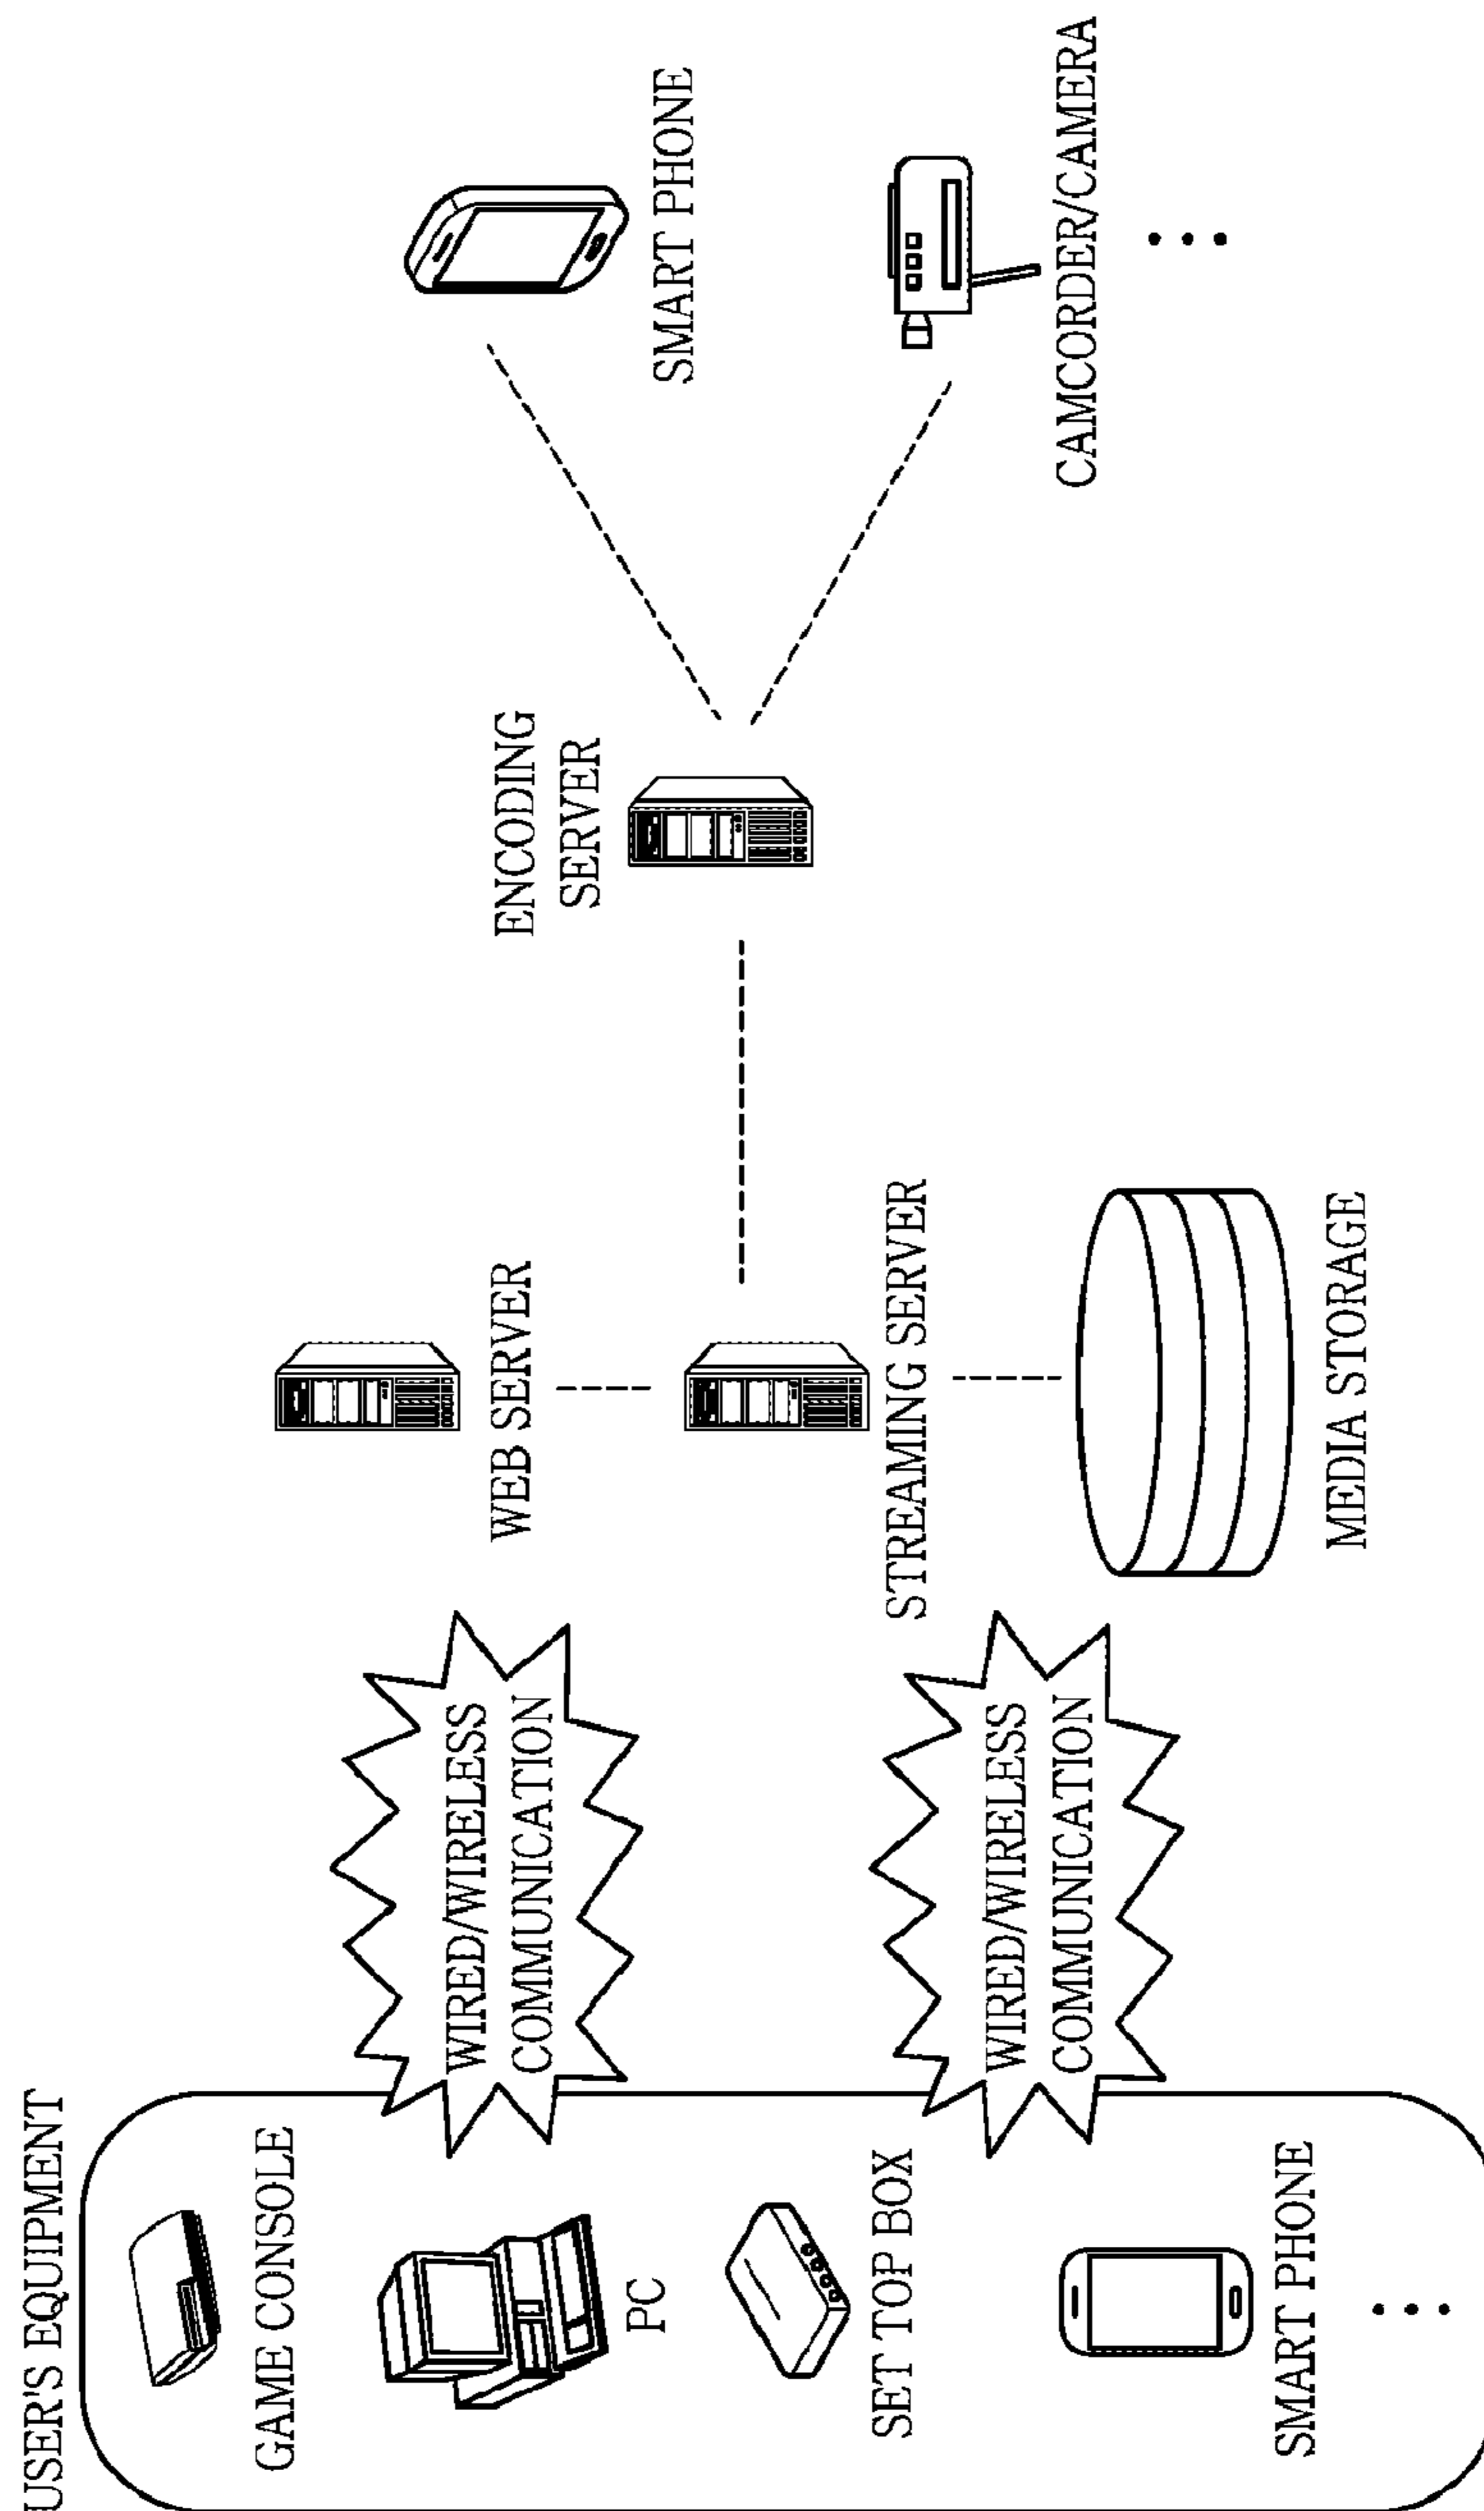 USER'S EQUIPMENT
GAME CONSOLE
PC
SET TOP BOX
SMART PHONE
WIRED/WIRELESS
COMMUNICATION
WIRED/WIRELESS
COMMUNICATION
WEB SERVER
STREAMING SERVER
MEDIA STORAGE
ENCODING
SERVER
SMART PHONE
CAMCORDER/CAMERA